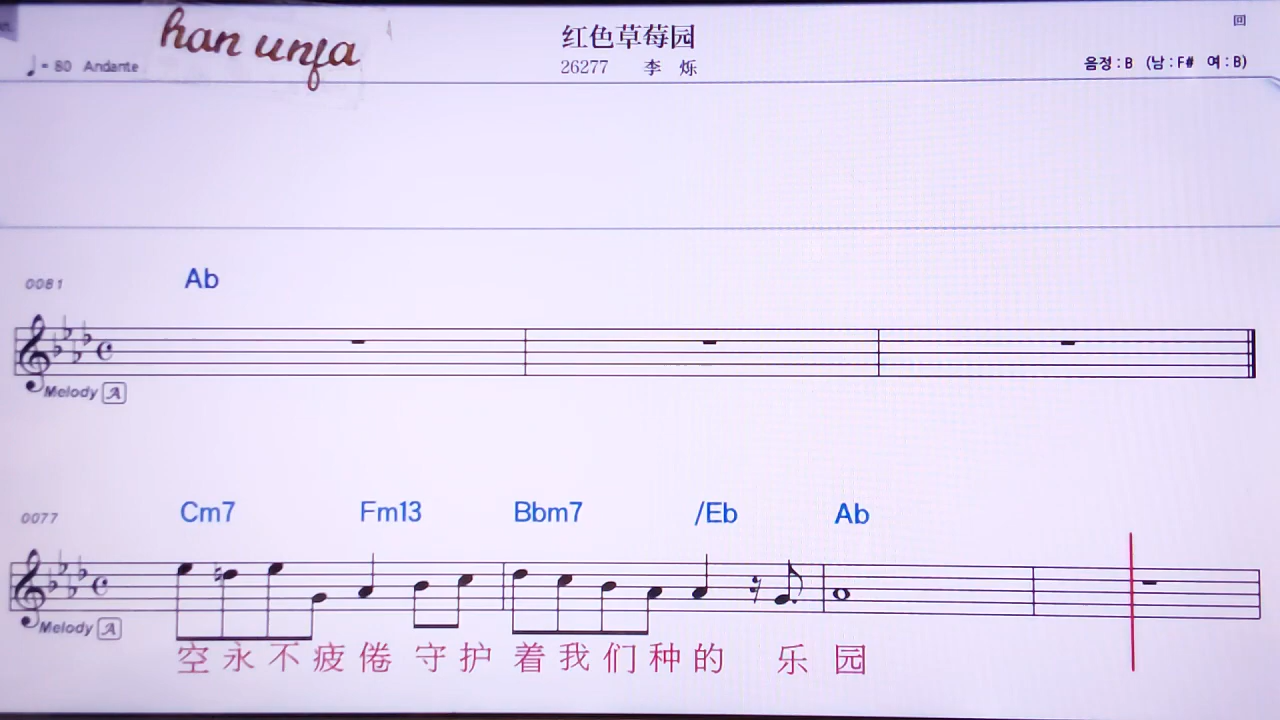 han unfa
红色草莓园
回
♩= 80 Andante
26277 李 烁
음정 : B (남 : F# 여 : B)
0081
Ab
Melody A
0077
Cm7 Fm13 Bbm7 /Eb Ab
Melody A
空永不疲倦 守护 着我们种的 乐 园